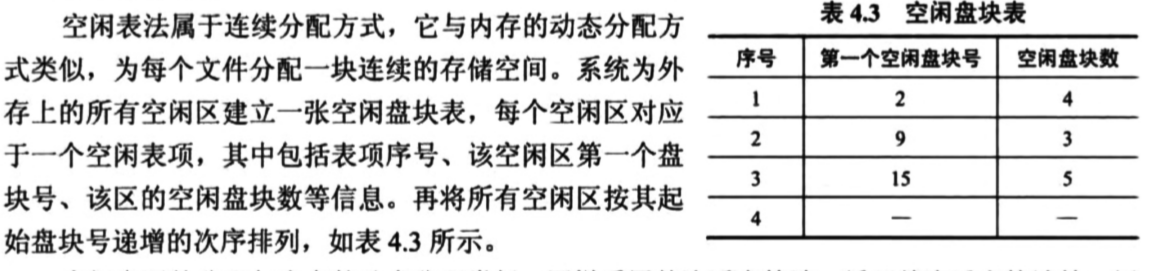 空闲表法属于连续分配方式，它与内存的动态分配方
式类似，为每个文件分配一块连续的存储空间。系统为外
存上的所有空闲区建立一张空闲盘块表，每个空闲区对应
于一个空闲表项，其中包括表项序号、该空闲区第一个盘
块号、该区的空闲盘块数等信息。再将所有空闲区按其起
始盘块号递增的次序排列，如表 4.3 所示。
表 4.3 空闲盘块表
序号 第一个空闲盘块号 空闲盘块数
1 2 4
2 9 3
3 15 5
4 — —